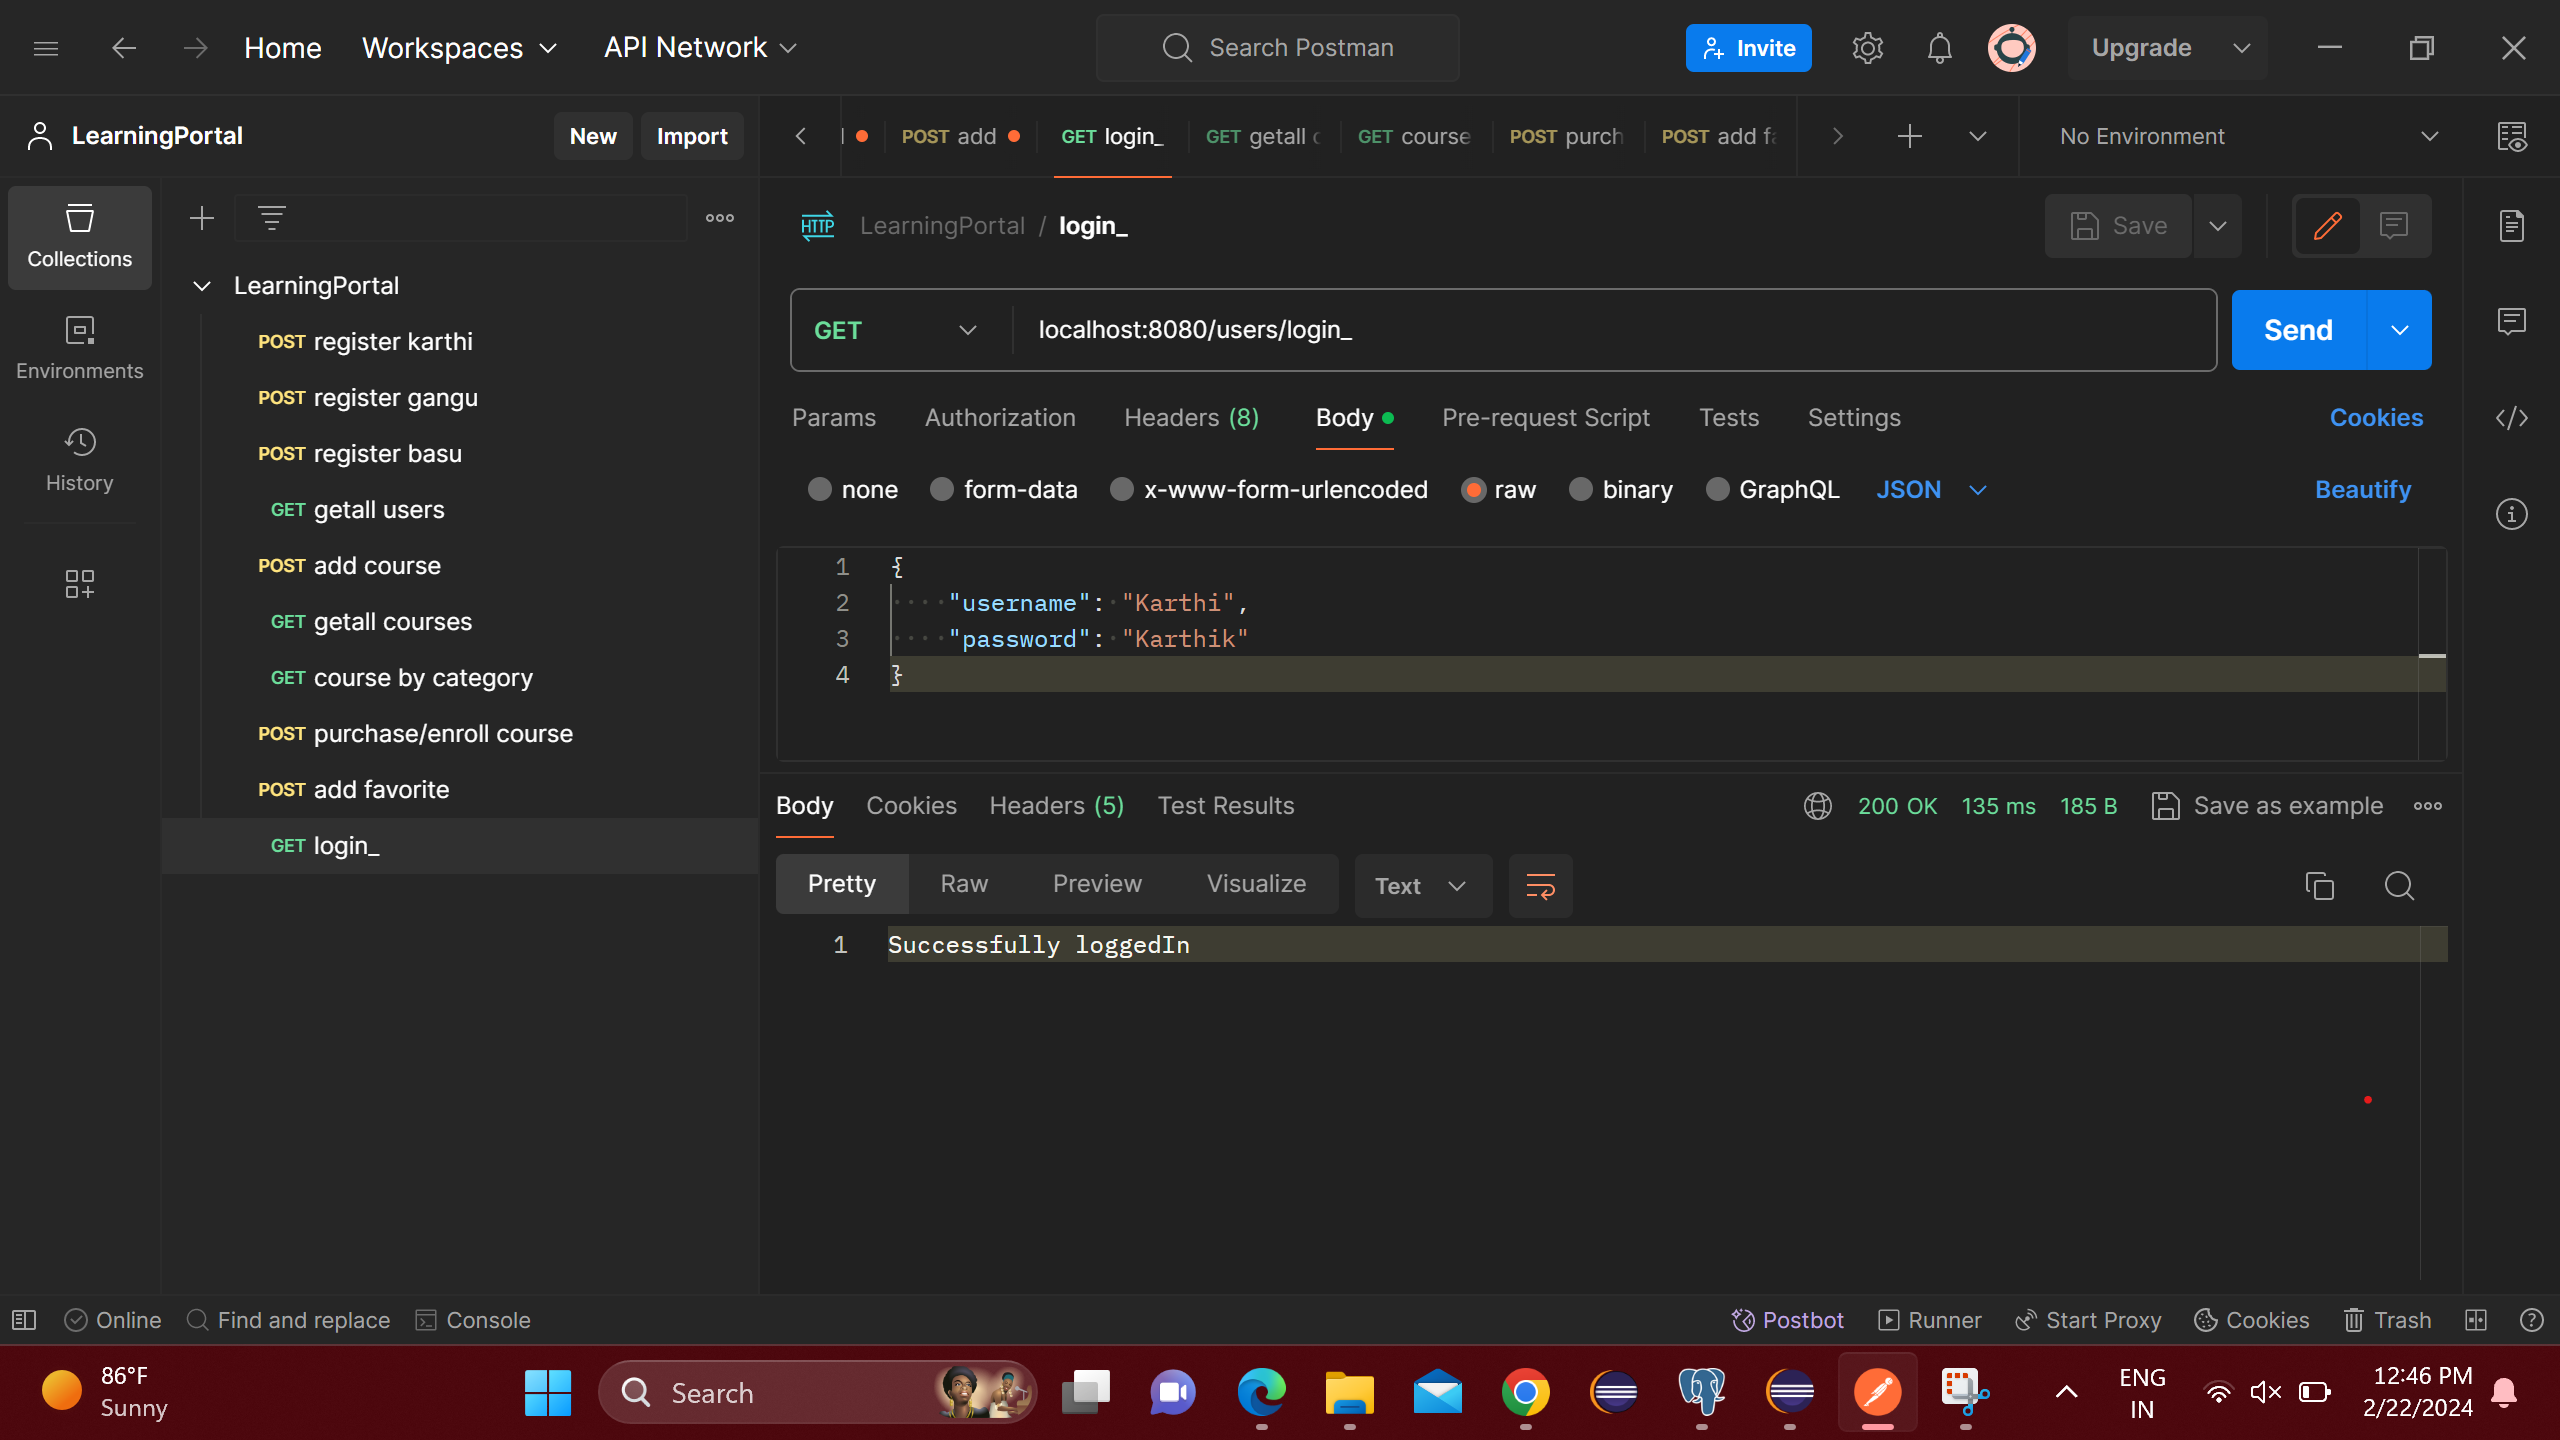 Home Workspaces API Network Search Postman Invite Upgrade
LearningPortal New Import
POST add GET login_ GET getall POST purch POST add GET course No Environment
Collections
Environments
History
LearningPortal
POST register karthi
POST register gangu
POST register basu
GET getall users
POST add course
GET getall courses
GET course by category
POST purchase/enroll course
POST add favorite
GET login_
HTTP LearningPortal / login_ Save
GET localhost:8080/users/login_ Send
Params Authorization Headers (8) Body Pre-request Script Tests Settings Cookies
none form-data x-www-form-urlencoded raw binary GraphQL JSON Beautify
1 {
2 "username": "Karthi",
3 "password": "Karthik"
4 }
Body Cookies Headers (5) Test Results 200 OK 135 ms 185 B Save as example
Pretty Raw Preview Visualize Text
1 Successfully loggedIn
Online Find and replace Console Postbot Runner Start Proxy Cookies Trash
86°F
Sunny
Search
ENG
IN
12:46 PM
2/22/2024